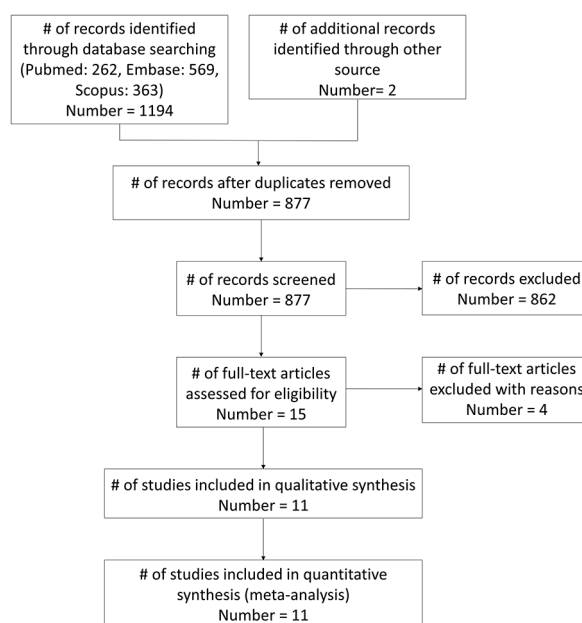 # of records identified
through database searching
(Pubmed: 262, Embase: 569,
Scopus: 363)
Number = 1194
# of additional records
identified through other
source
Number= 2
# of records after duplicates removed
Number = 877
# of records screened
Number = 877
# of records excluded
Number = 862
# of full-text articles
assessed for eligibility
Number = 15
# of full-text articles
excluded with reasons
Number = 4
# of studies included in qualitative synthesis
Number = 11
# of studies included in quantitative
synthesis (meta-analysis)
Number = 11